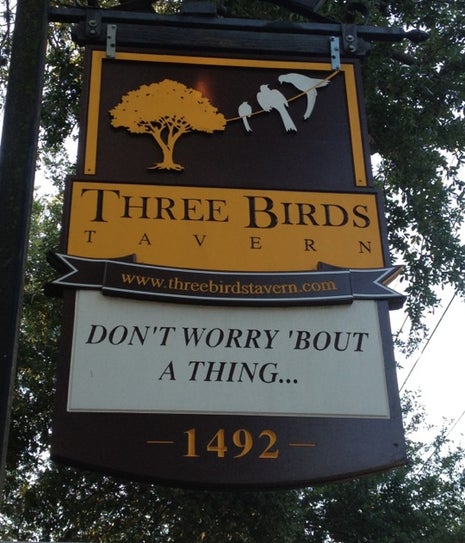 THREE BIRDS
TAVERN
www.threebirdstavern.com
DON'T WORRY 'BOUT
A THING...
–1492–